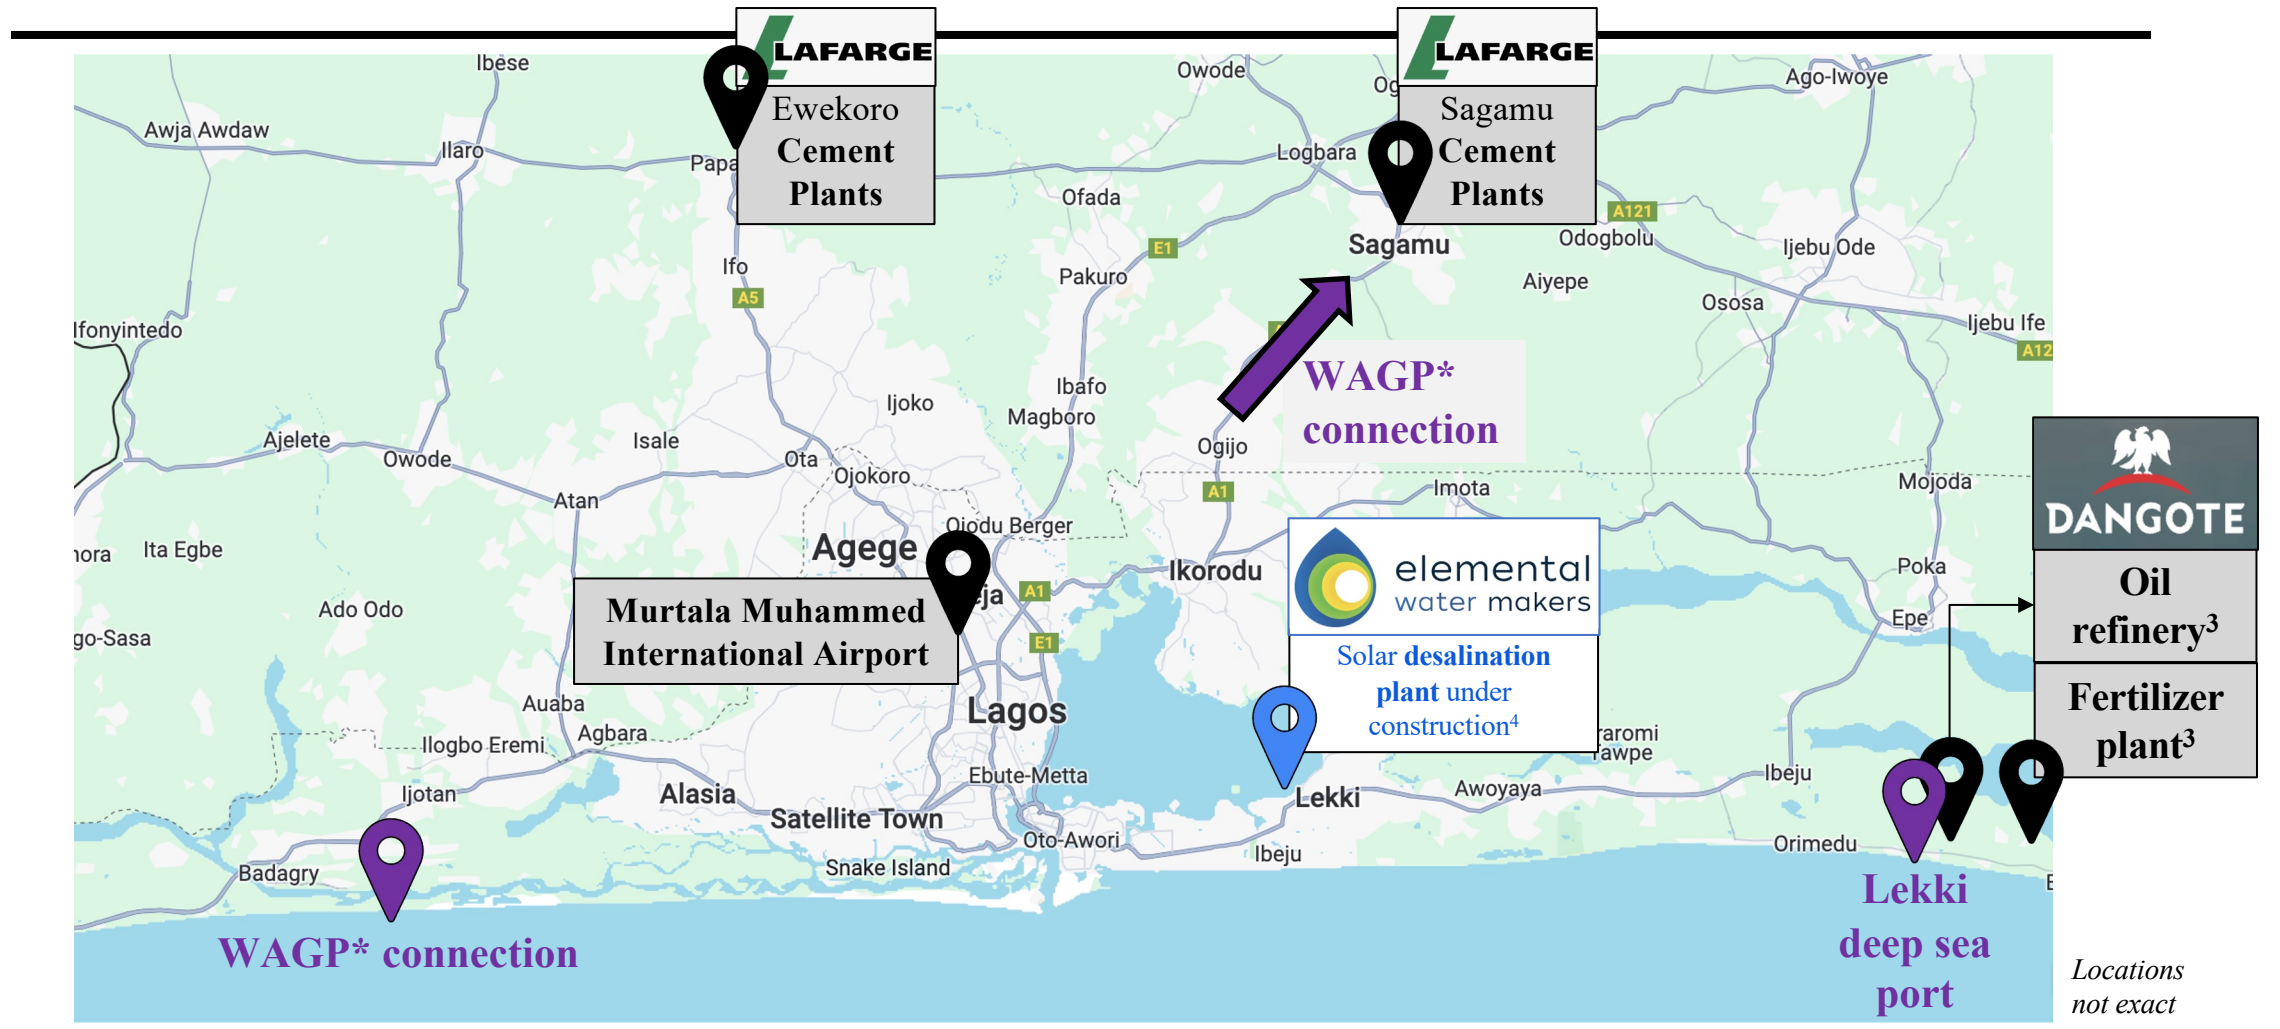 LAFARGE
Ewekoro
Cement
Plants
LAFARGE
Sagamu
Cement
Plants
Ibese
Owode
Ago-Iwoye
Awja Awdaw
Ilaro
Papa
Logbara
Ofada
A121
Sagamu
Odogbolu
Ijebu Ode
E1
Ifo
Pakuro
Aiyepe
A5
Ososa
Ifonyintedo
Ijebu Ife
A12
WAGP*
connection
Ibafo
Ijoko
Magboro
Ajelete
Isale
Owode
Ota
Ojokoro
Ogijo
Mojoda
Imota
A1
Atan
Ojodu Berger
DANGOTE
Oil
refinery³
Fertilizer
plant³
Agege
Ita Egbe
Ikorodu
elemental
water makers
Solar desalination
plant under
construction⁴
Poka
A1
Ado Odo
Murtala Muhammed
International Airport
Epe
go-Sasa
E1
Auaba
Lagos
Agbara
Ilogbo Eremi
Ibeju
Ebute-Metta
Ijotan
Alasia
Lekki
Awoyaya
Satellite Town
Oto-Awori
Orimedu
Ibeju
Snake Island
Badagry
Lekki
deep sea
port
WAGP* connection
Locations
not exact